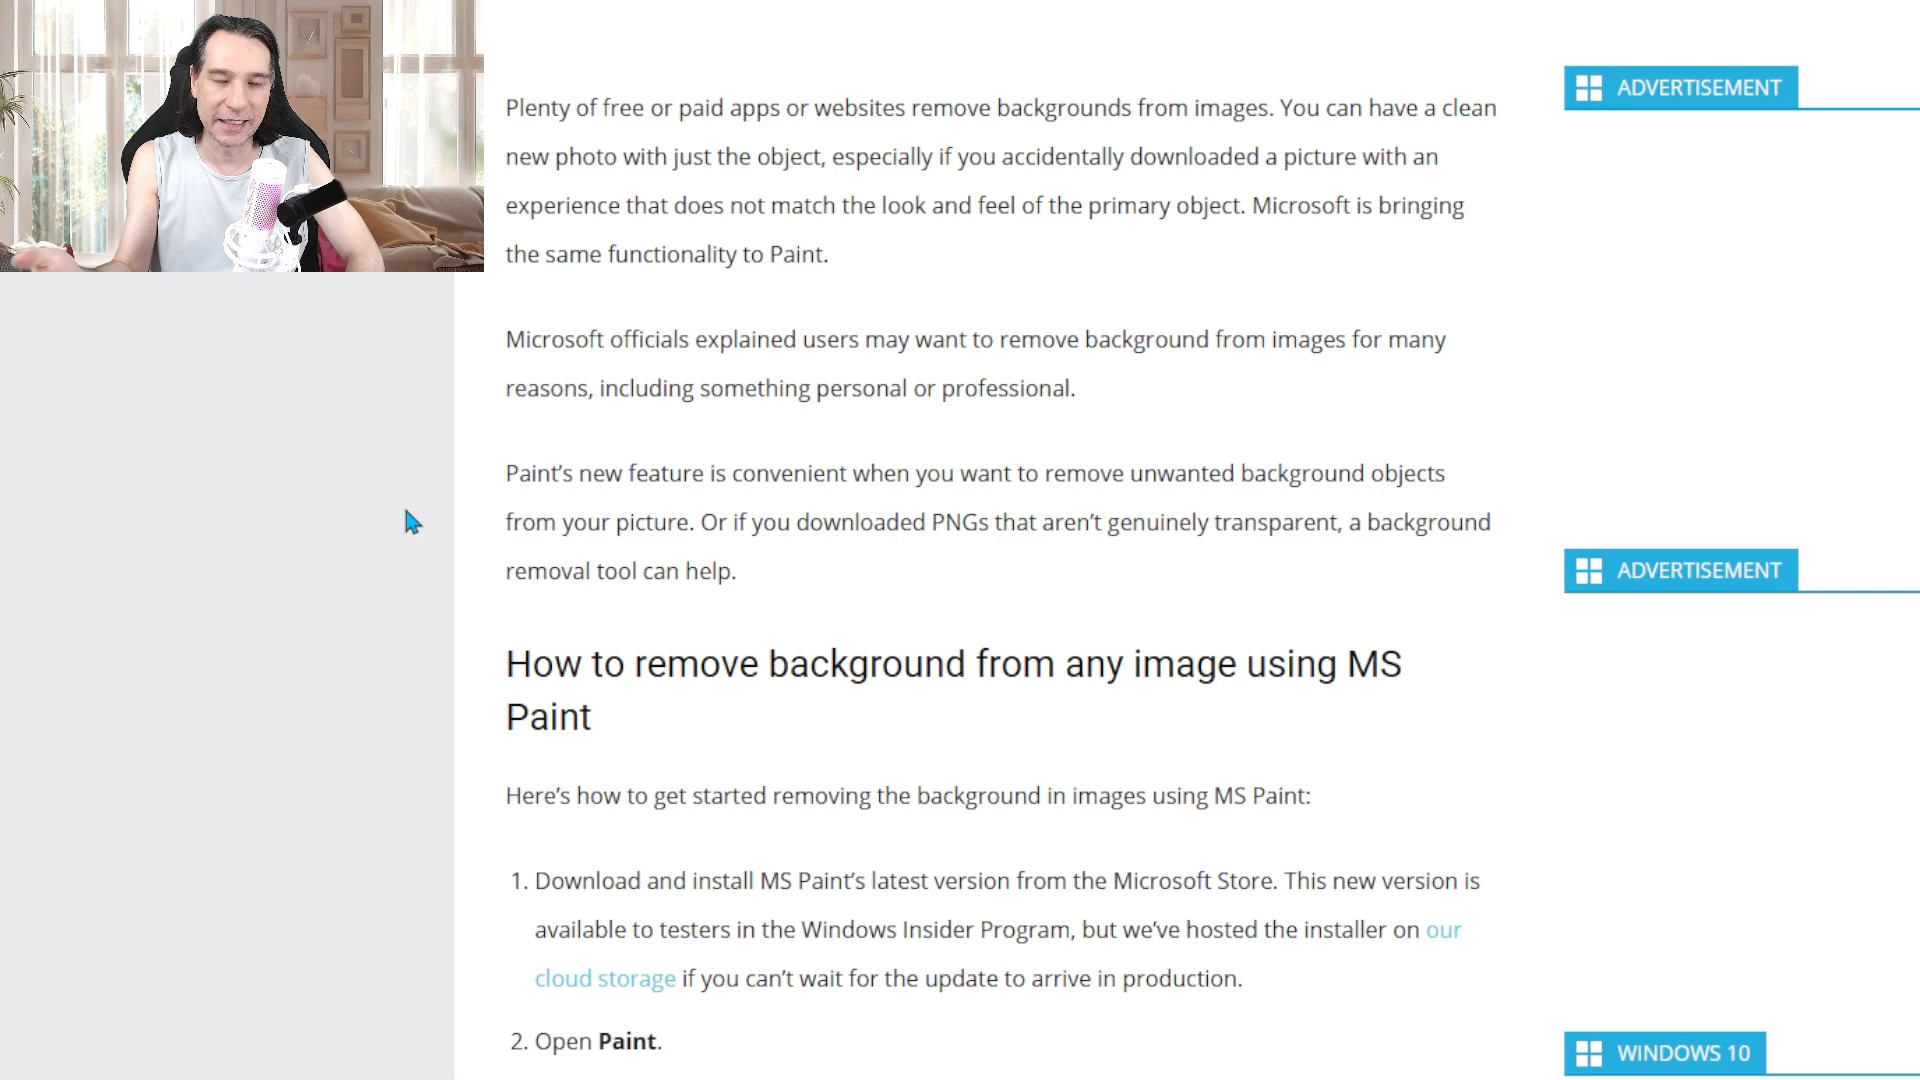 Plenty of free or paid apps or websites remove backgrounds from images. You can have a clean
new photo with just the object, especially if you accidentally downloaded a picture with an
experience that does not match the look and feel of the primary object. Microsoft is bringing
the same functionality to Paint.
Microsoft officials explained users may want to remove background from images for many
reasons, including something personal or professional.
Paint’s new feature is convenient when you want to remove unwanted background objects
from your picture. Or if you downloaded PNGs that aren’t genuinely transparent, a background
removal tool can help.
How to remove background from any image using MS
Paint
Here’s how to get started removing the background in images using MS Paint:
1. Download and install MS Paint’s latest version from the Microsoft Store. This new version is
available to testers in the Windows Insider Program, but we’ve hosted the installer on our
cloud storage if you can’t wait for the update to arrive in production.
2. Open Paint.
ADVERTISEMENT
ADVERTISEMENT
WINDOWS 10